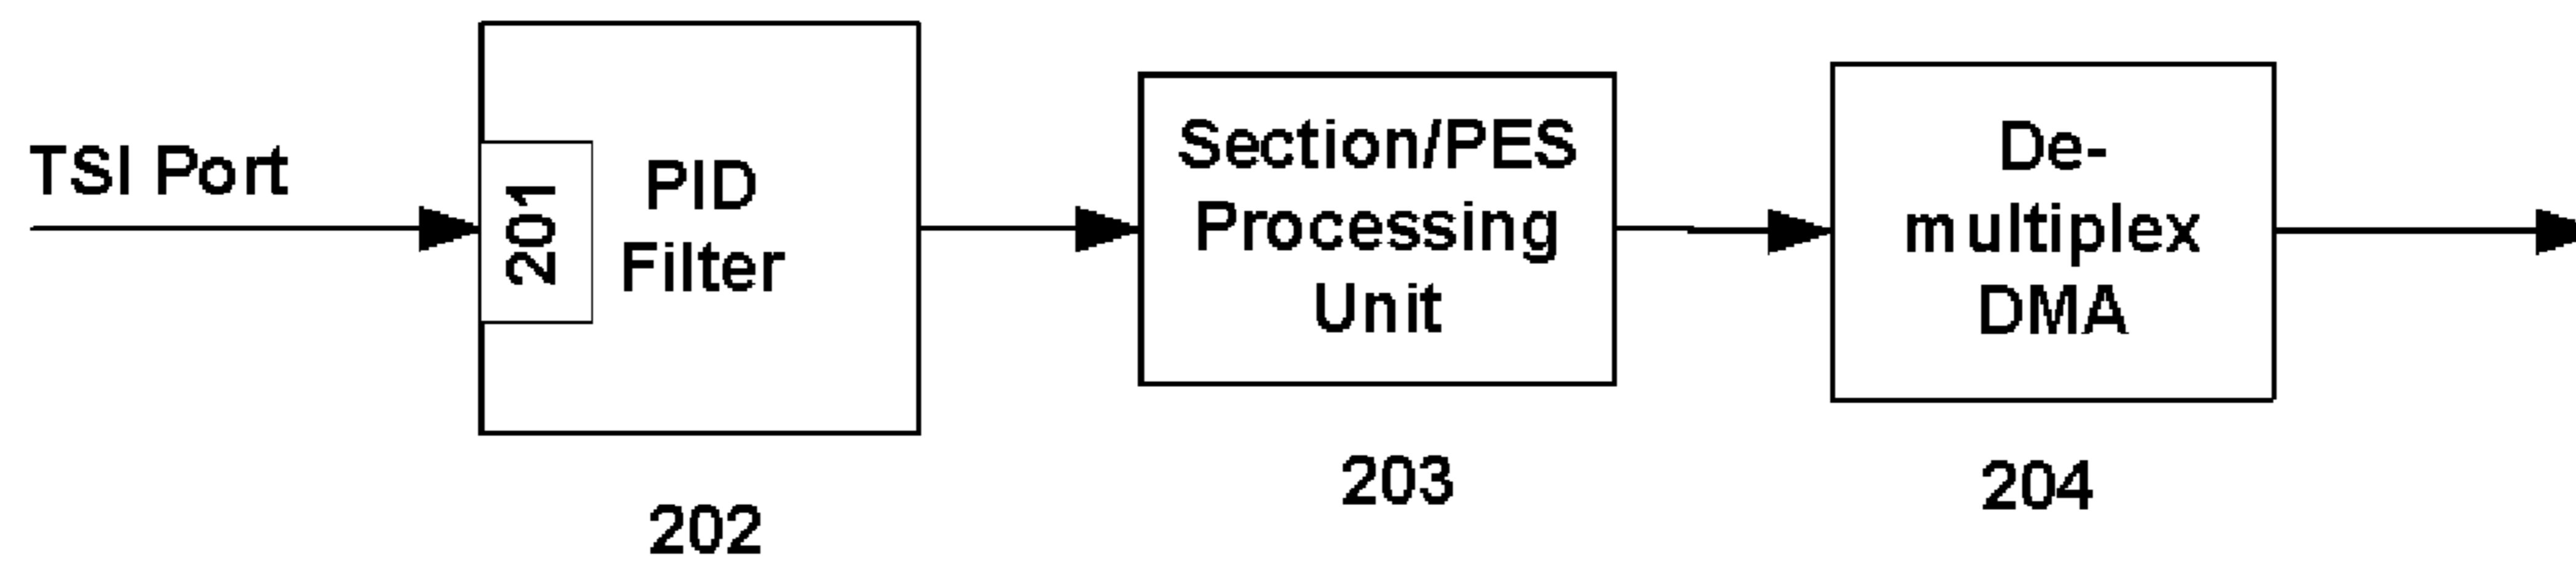 TSI Port
201
PID
Filter
202
Section/PES
Processing
Unit
203
De-
multiplex
DMA
204